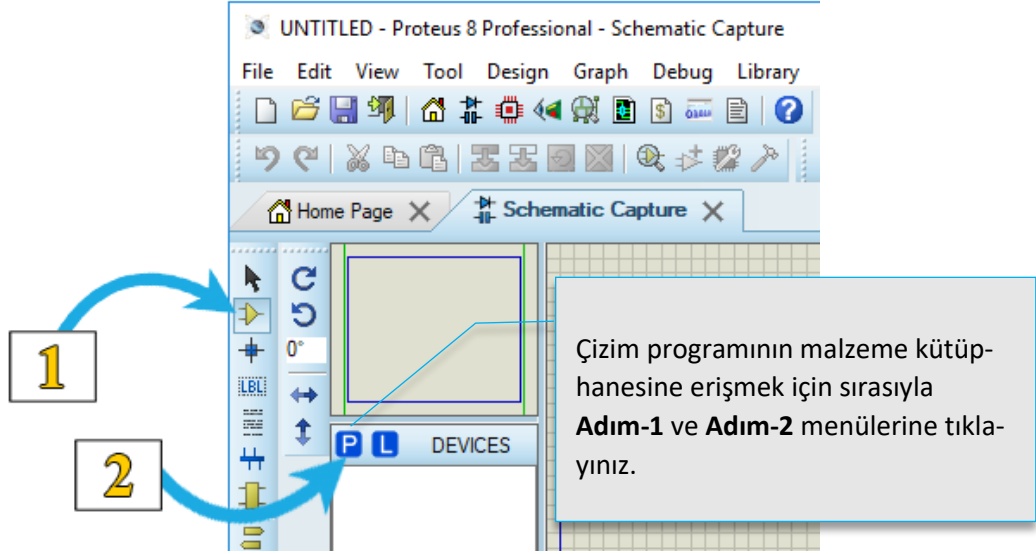 UNTITLED - Proteus 8 Professional - Schematic Capture
File Edit View Tool Design Graph Debug Library
Home Page Schematic Capture
0°
LBL
P L DEVICES
1
2
Çizim programının malzeme kütüp-
hanesine erişmek için sırasıyla
Adım-1 ve Adım-2 menülerine tıkla-
yınız.